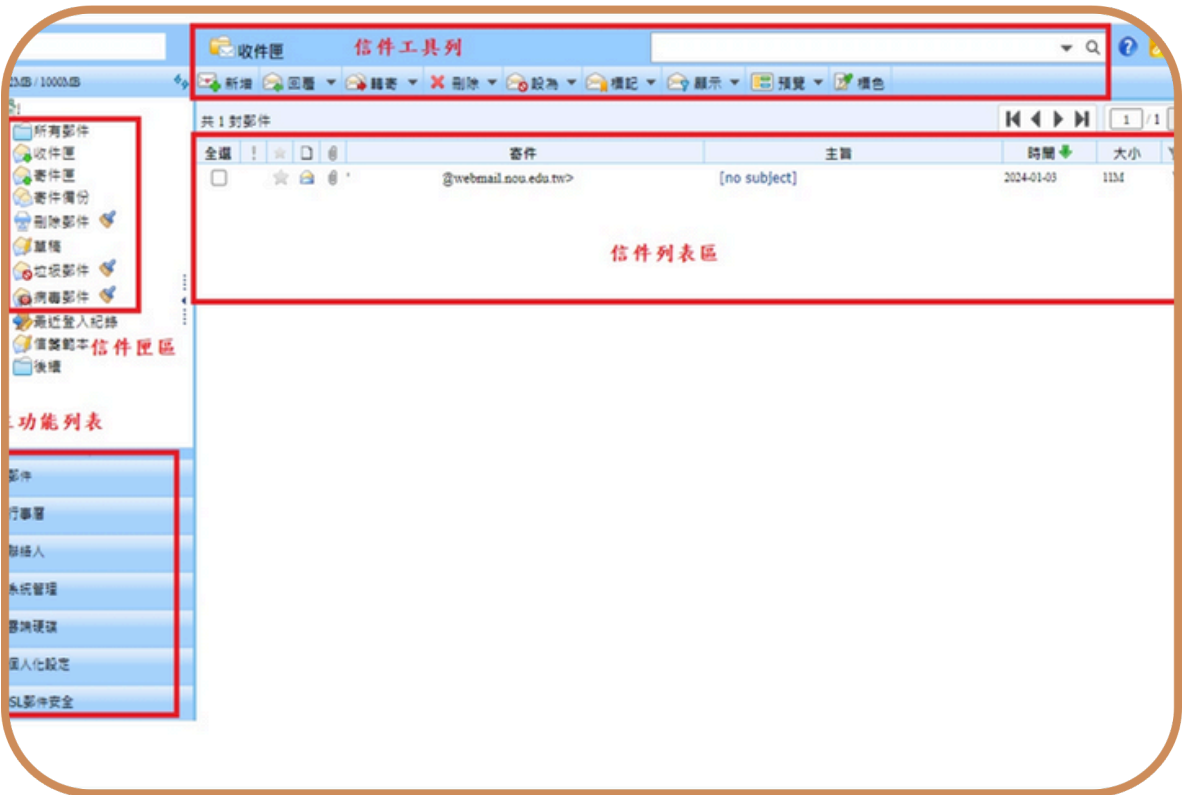 收件匣 信件工具列
MB / 1000MB
新增 回覆 轉寄 刪除 設為 標記 顯示 預覽 標色
共 1 對郵件 1 / 1
所有郵件
收件匣
寄件匣
寄件備份
刪除郵件
草稿
垃圾郵件
病毒郵件
最近登入紀錄
信箋範本
信件匣區
後續
全選 ! 寄件 主旨 時間 大小
@webmail.nou.edu.tw> [no subject] 2024-01-03 11M
信件列表區
功能列表
郵件
行事曆
聯絡人
系統管理
雲端硬碟
個人化設定
SL郵件安全